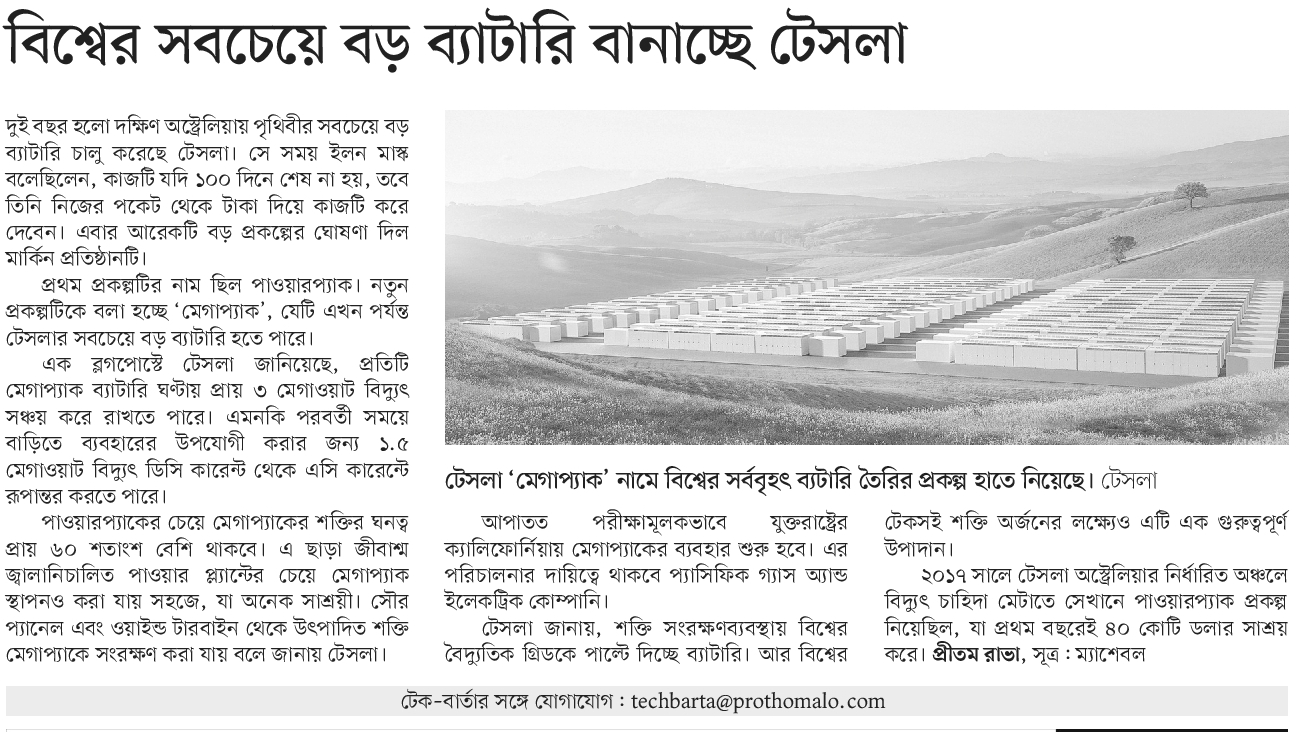 বিশ্বের সবচেয়ে বড় ব্যাটারি বানাচ্ছে টেসলা
দুই বছর হলো দক্ষিণ অস্ট্রেলিয়ায় পৃথিবীর সবচেয়ে বড়
ব্যাটারি চালু করেছে টেসলা। সে সময় ইলন মাস্ক
বলেছিলেন, কাজটি যদি ১০০ দিনে শেষ না হয়, তবে
তিনি নিজের পকেট থেকে টাকা দিয়ে কাজটি করে
দেবেন। এবার আরেকটি বড় প্রকল্পের ঘোষণা দিল
মার্কিন প্রতিষ্ঠানটি।
প্রথম প্রকল্পটির নাম ছিল পাওয়ারপ্যাক। নতুন
প্রকল্পটিকে বলা হচ্ছে ‘মেগাপ্যাক’, যেটি এখন পর্যন্ত
টেসলার সবচেয়ে বড় ব্যাটারি হতে পারে।
এক ব্লগপোস্টে টেসলা জানিয়েছে, প্রতিটি
মেগাপ্যাক ব্যাটারি ঘণ্টায় প্রায় ৩ মেগাওয়াট বিদ্যুৎ
সঞ্চয় করে রাখতে পারে। এমনকি পরবর্তী সময়ে
বাড়িতে ব্যবহারের উপযোগী করার জন্য ১.৫
মেগাওয়াট বিদ্যুৎ ডিসি কারেন্ট থেকে এসি কারেন্টে
রূপান্তর করতে পারে।
পাওয়ারপ্যাকের চেয়ে মেগাপ্যাকের শক্তির ঘনত্ব
প্রায় ৬০ শতাংশ বেশি থাকবে। এ ছাড়া জীবাশ্ম
জ্বালানিচালিত পাওয়ার প্ল্যান্টের চেয়ে মেগাপ্যাক
স্থাপনও করা যায় সহজে, যা অনেক সাশ্রয়ী। সৌর
প্যানেল এবং ওয়াইন্ড টারবাইন থেকে উৎপাদিত শক্তি
মেগাপ্যাকে সংরক্ষণ করা যায় বলে জানায় টেসলা।
টেসলা ‘মেগাপ্যাক’ নামে বিশ্বের সর্ববৃহৎ ব্যটারি তৈরির প্রকল্প হাতে নিয়েছে। টেসলা
আপাতত পরীক্ষামূলকভাবে যুক্তরাষ্ট্রের
ক্যালিফোর্নিয়ায় মেগাপ্যাকের ব্যবহার শুরু হবে। এর
পরিচালনার দায়িত্বে থাকবে প্যাসিফিক গ্যাস অ্যান্ড
ইলেকট্রিক কোম্পানি।
টেসলা জানায়, শক্তি সংরক্ষণব্যবস্থায় বিশ্বের
বৈদ্যুতিক গ্রিডকে পাল্টে দিচ্ছে ব্যাটারি। আর বিশ্বের
টেকসই শক্তি অর্জনের লক্ষ্যেও এটি এক গুরুত্বপূর্ণ
উপাদান।
২০১৭ সালে টেসলা অস্ট্রেলিয়ার নির্ধারিত অঞ্চলে
বিদ্যুৎ চাহিদা মেটাতে সেখানে পাওয়ারপ্যাক প্রকল্প
নিয়েছিল, যা প্রথম বছরেই ৪০ কোটি ডলার সাশ্রয়
করে। প্রীতম রাভা, সূত্র : ম্যাশেবল
টেক-বার্তার সঙ্গে যোগাযোগ : techbarta@prothomalo.com